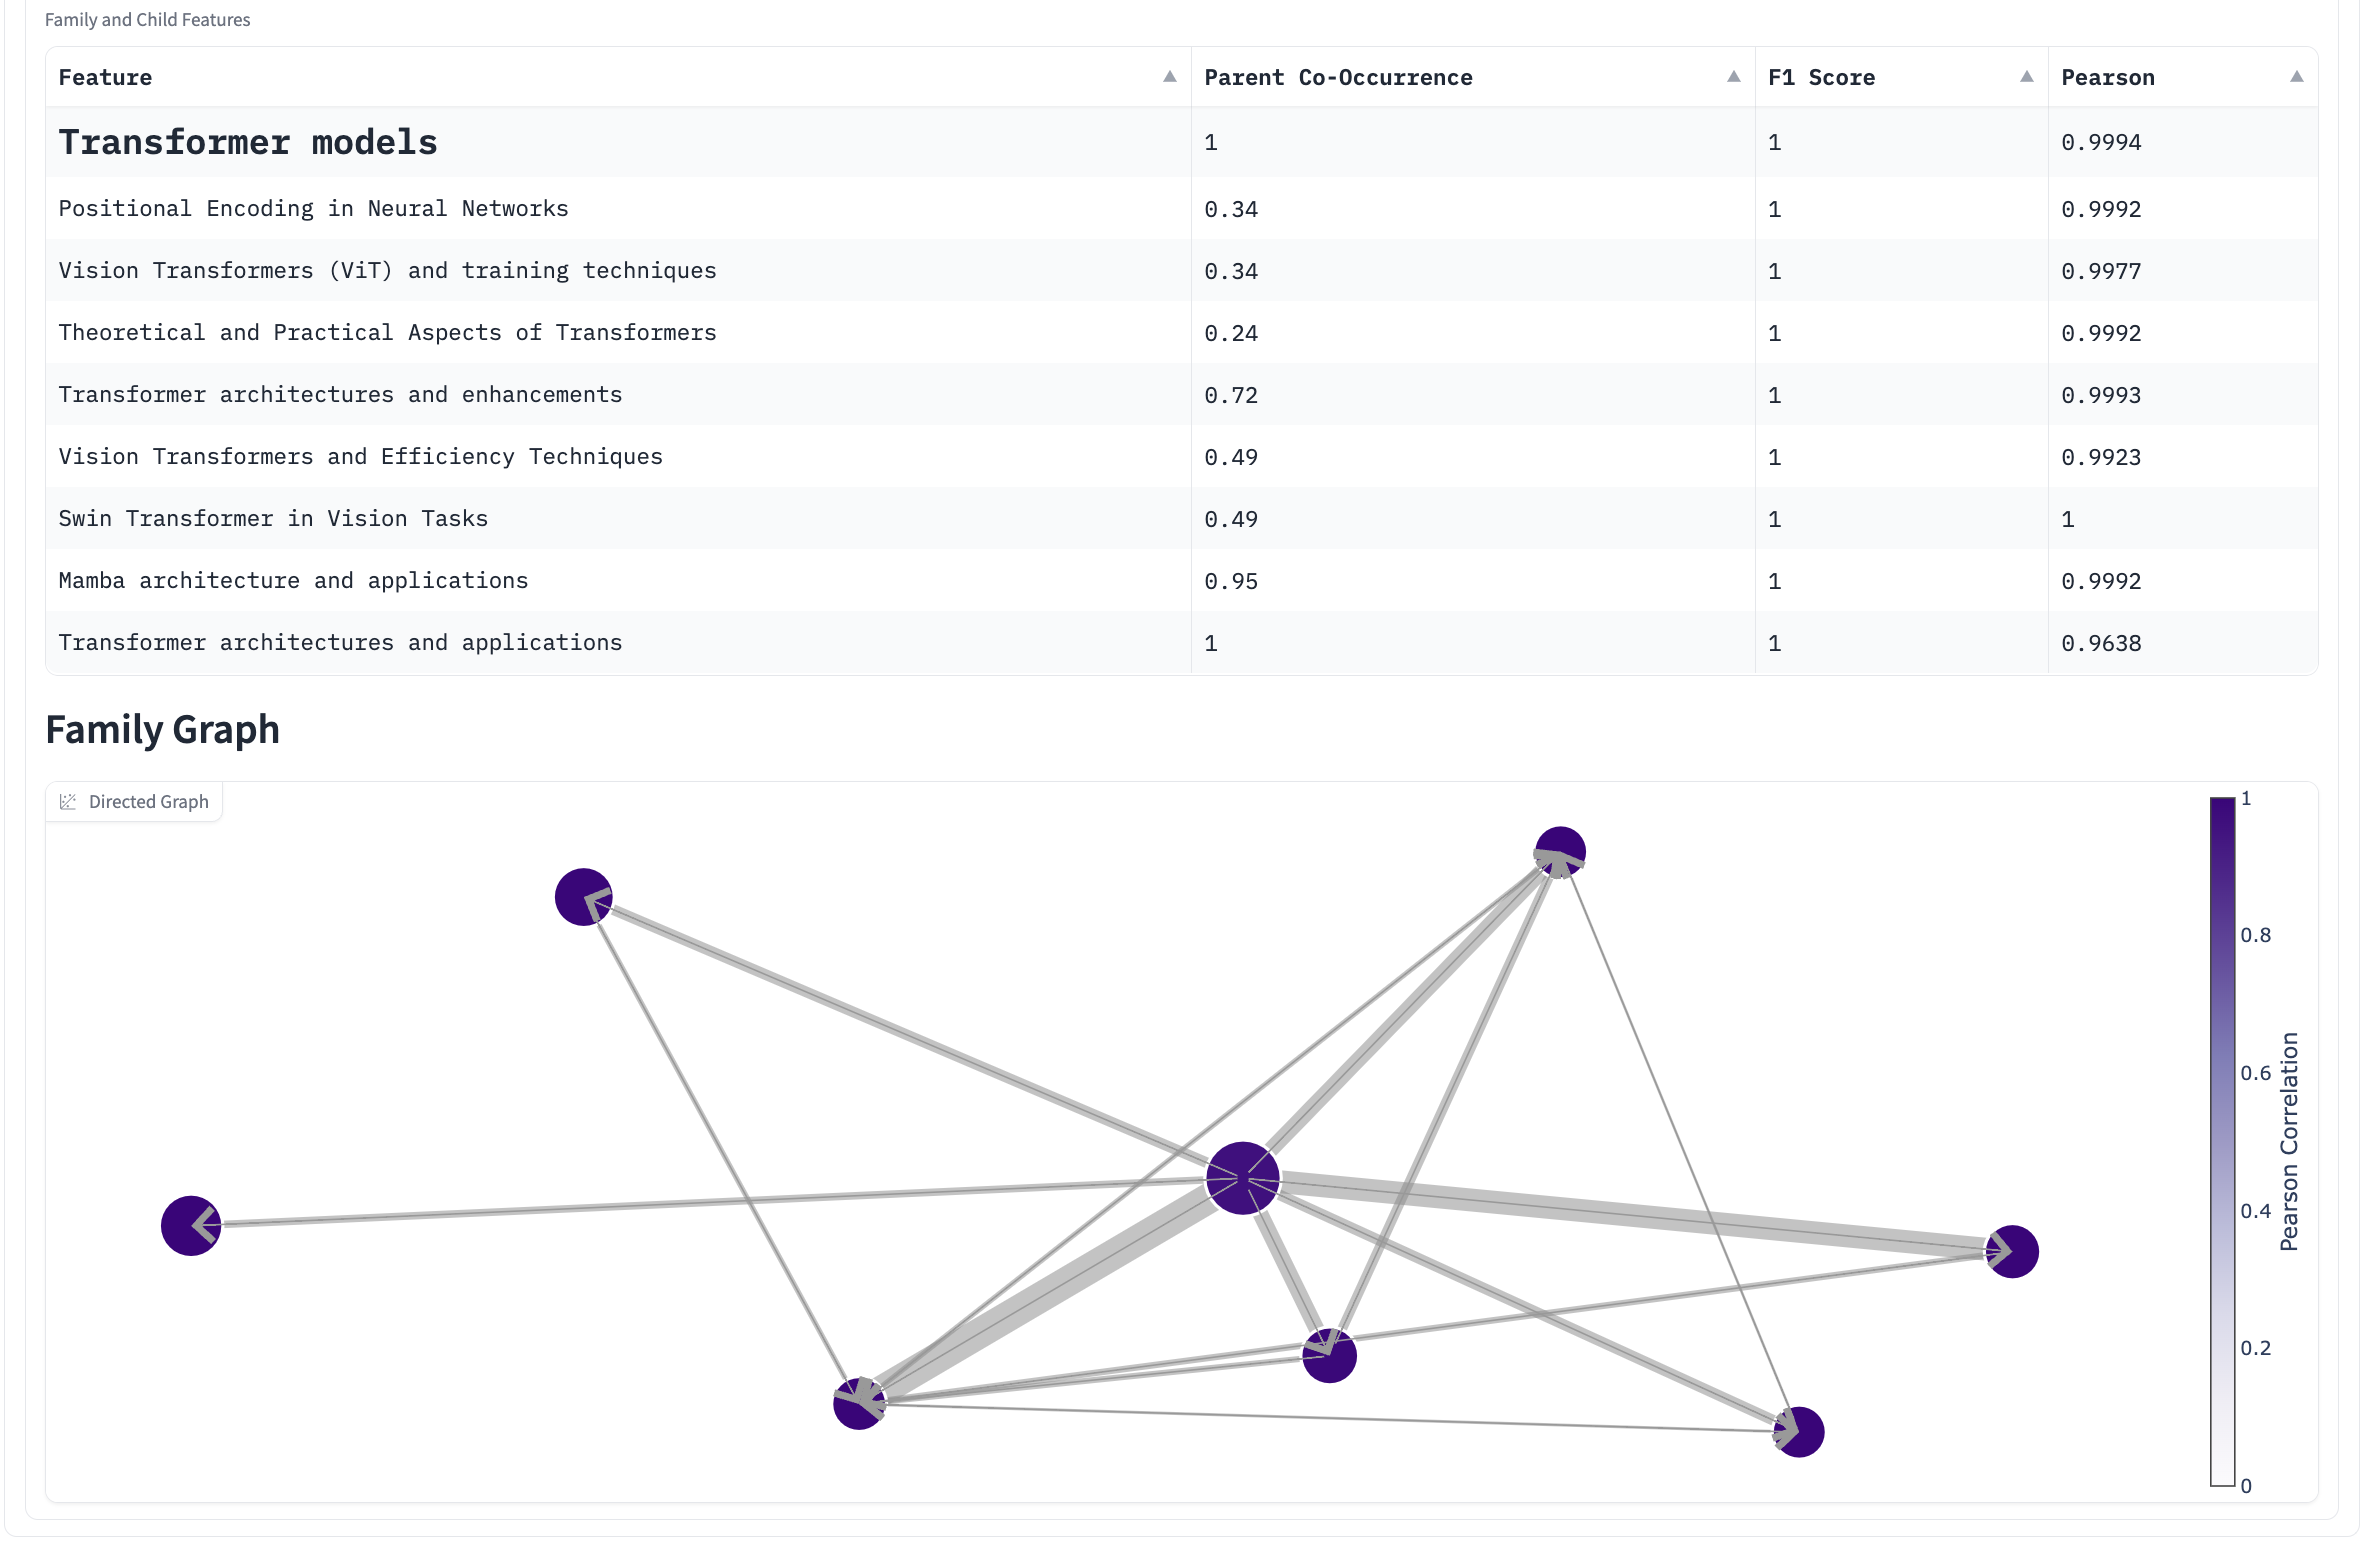 Family and Child Features
Feature ▲ Parent Co-Occurrence ▲ F1 Score ▲ Pearson ▲
Transformer models 1 1 0.9994
Positional Encoding in Neural Networks 0.34 1 0.9992
Vision Transformers (ViT) and training techniques 0.34 1 0.9977
Theoretical and Practical Aspects of Transformers 0.24 1 0.9992
Transformer architectures and enhancements 0.72 1 0.9993
Vision Transformers and Efficiency Techniques 0.49 1 0.9923
Swin Transformer in Vision Tasks 0.49 1 1
Mamba architecture and applications 0.95 1 0.9992
Transformer architectures and applications 1 1 0.9638
Family Graph
Directed Graph
1
0.8
0.6
0.4
0.2
0
Pearson Correlation